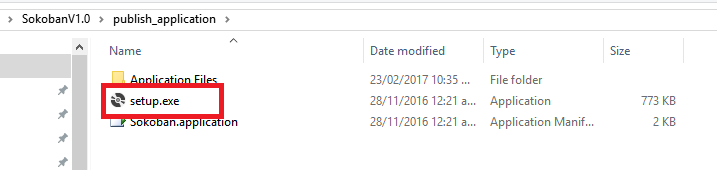 SokobanV1.0 > publish_application
Name Date modified Type Size
Application Files 23/02/2017 10:35 ... File folder
setup.exe 28/11/2016 12:21 a... Application 773 KB
Sokoban.application 28/11/2016 12:21 a... Application Manif... 2 KB